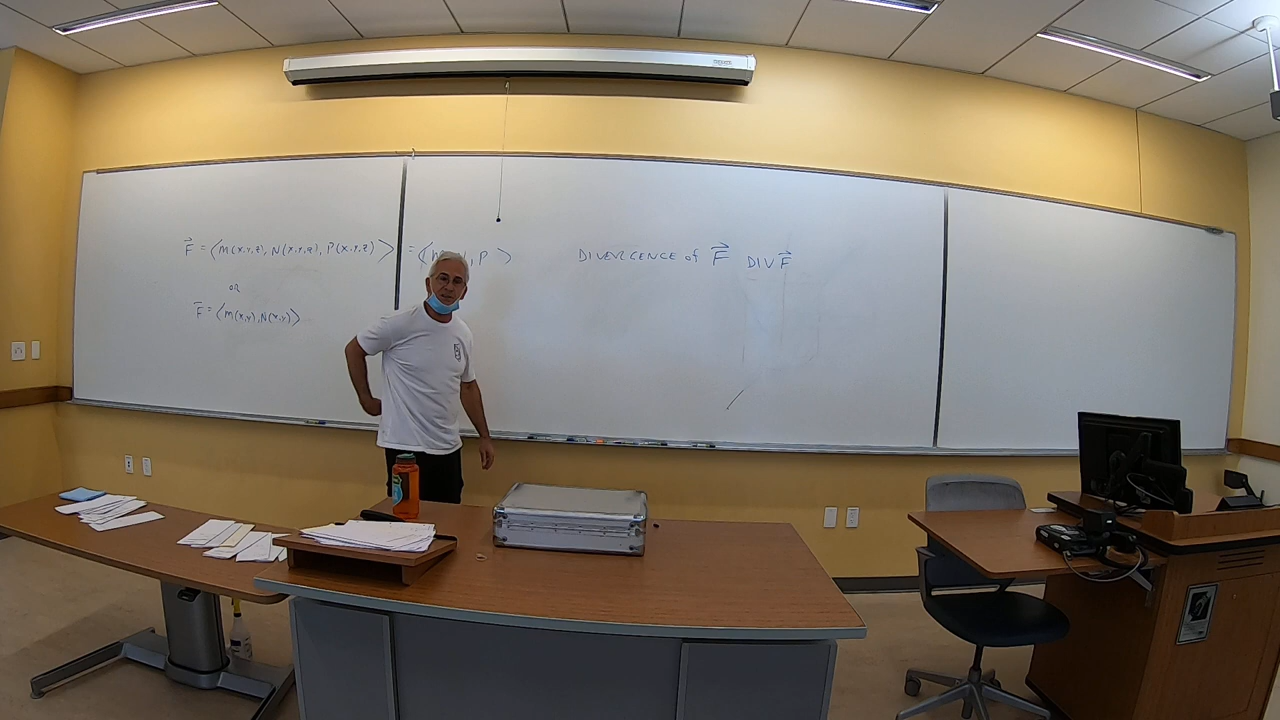 F⃗ = ⟨M(X,Y,Z), N(X,Y,Z), P(X,Y,Z)⟩ = ⟨M , P ⟩
OR
F⃗ = ⟨M(X,Y), N(X,Y)⟩
DIVERGENCE of F⃗ DIV F⃗